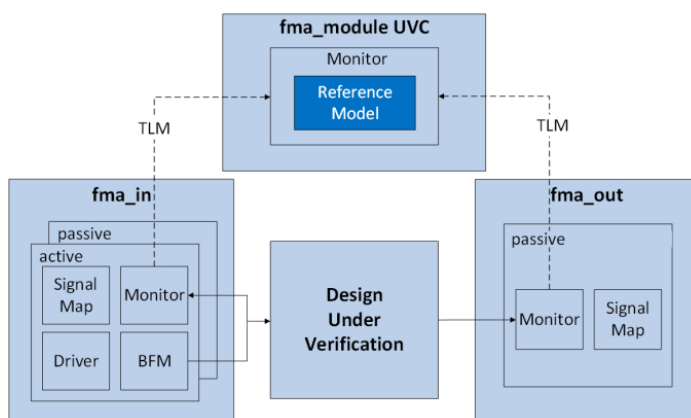 fma_module UVC
Monitor
Reference
Model
TLM
TLM
fma_in
passive
active
Signal
Map
Monitor
Driver
BFM
Design
Under
Verification
fma_out
passive
Monitor
Signal
Map